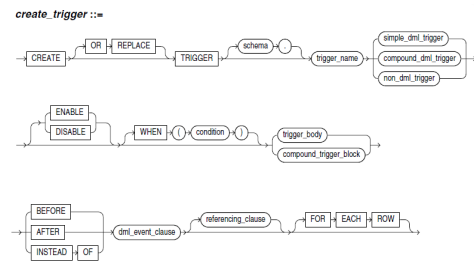 create_trigger ::=
OR REPLACE schema . simple_dml_trigger
CREATE TRIGGER trigger_name compound_dml_trigger
non_dml_trigger
ENABLE
DISABLE WHEN ( condition ) trigger_body
compound_trigger_block
BEFORE
AFTER dml_event_clause referencing_clause FOR EACH ROW
INSTEAD OF